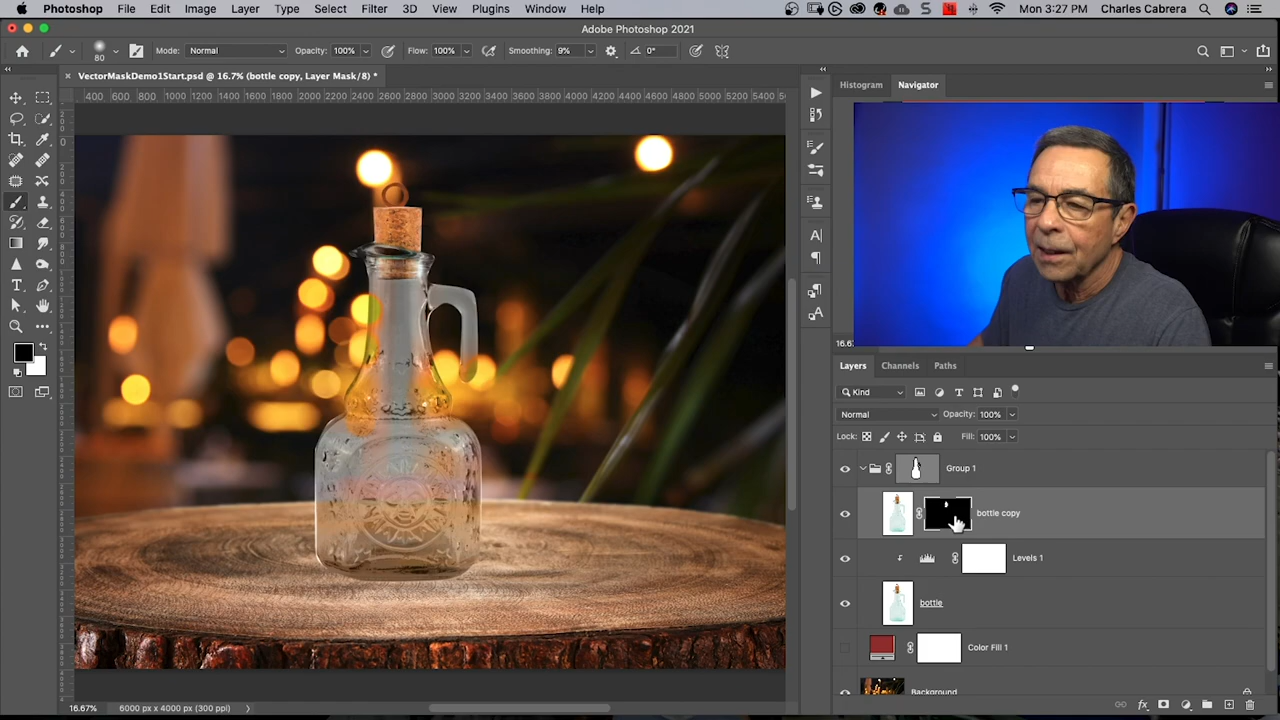 Photoshop File Edit Image Layer Type Select Filter 3D View Plugins Window Help Mon 3:27 PM Charles Cabrera
Adobe Photoshop 2021
80 Mode: Normal Opacity: 100% Flow: 100% Smoothing: 9% 0°
VectorMaskDemo1Start.psd @ 16.7% (bottle copy, Layer Mask/8) *
Histogram Navigator
400 600 800 1000 1200 1400 1600 1800 2000 2200 2400 2600 2800 3000 3200 3400 3600 3800 4000 4200 4400 4600 4800 5000 5200 5400
Layers Channels Paths
Kind
Normal Opacity: 100%
Lock: Fill: 100%
Group 1
bottle copy
Levels 1
bottle
Color Fill 1
Background
16.67% 6000 px x 4000 px (300 ppi)